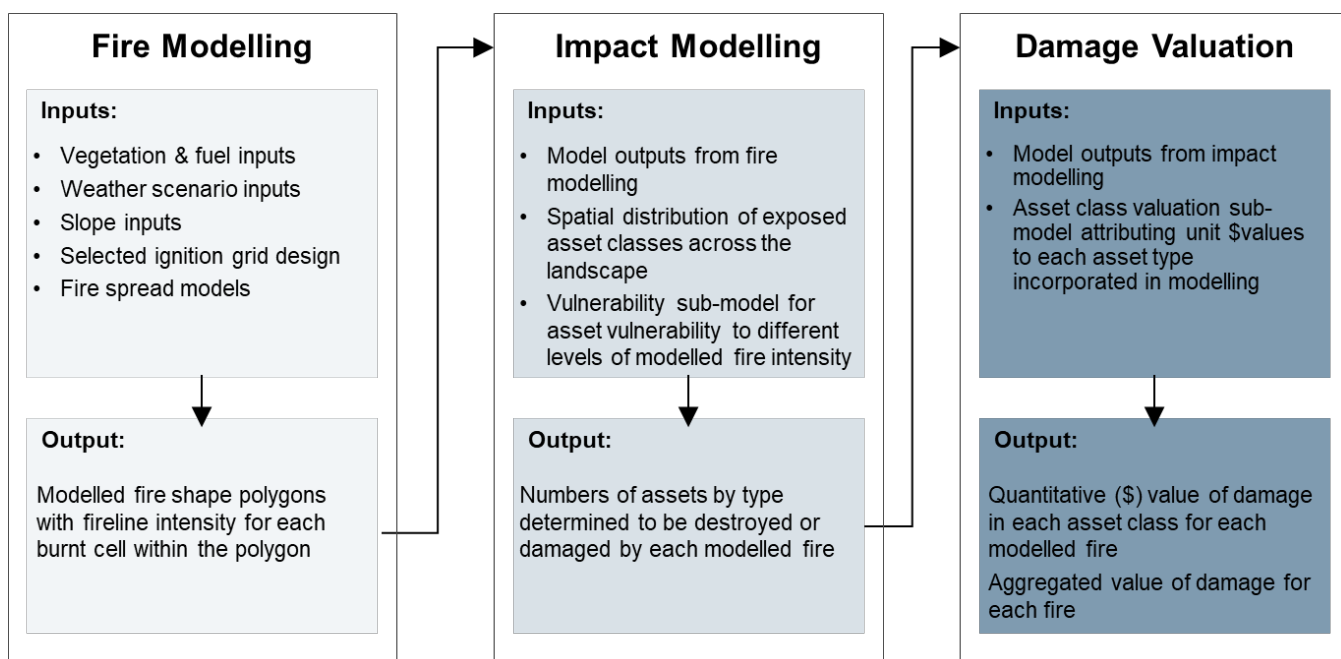 Fire Modelling
Inputs:
• Vegetation & fuel inputs
• Weather scenario inputs
• Slope inputs
• Selected ignition grid design
• Fire spread models
Output:
Modelled fire shape polygons
with fireline intensity for each
burnt cell within the polygon
Impact Modelling
Inputs:
• Model outputs from fire
modelling
• Spatial distribution of exposed
asset classes across the
landscape
• Vulnerability sub-model for
asset vulnerability to different
levels of modelled fire intensity
Output:
Numbers of assets by type
determined to be destroyed or
damaged by each modelled fire
Damage Valuation
Inputs:
• Model outputs from impact
modelling
• Asset class valuation sub-
model attributing unit $values
to each asset type
incorporated in modelling
Output:
Quantitative ($) value of damage
in each asset class for each
modelled fire
Aggregated value of damage for
each fire